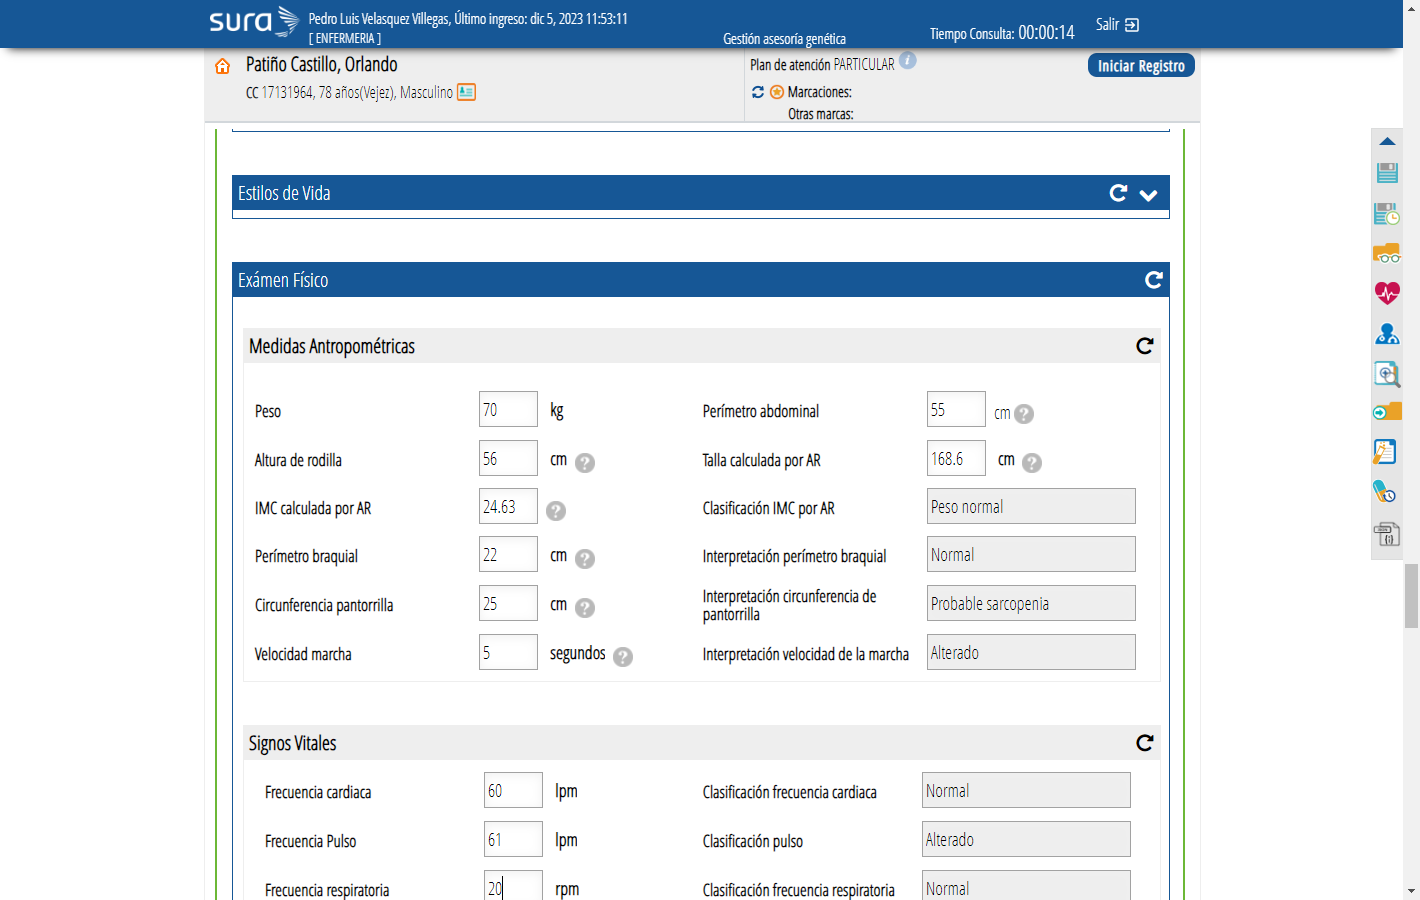 sura
Pedro Luis Velasquez Villegas, Último ingreso: dic 5, 2023 11:53:11
[ ENFERMERIA ]
Gestión asesoría genética
Tiempo Consulta: 00:00:14
Salir
Patiño Castillo, Orlando
CC 17131964, 78 años(Vejez), Masculino
Plan de atención PARTICULAR
Marcaciones:
Otras marcas:
Iniciar Registro
Estilos de Vida
Exámen Físico
Medidas Antropométricas
Peso 70 kg Perímetro abdominal 55 cm
Altura de rodilla 56 cm Talla calculada por AR 168.6 cm
IMC calculada por AR 24.63 Clasificación IMC por AR Peso normal
Perímetro braquial 22 cm Interpretación perímetro braquial Normal
Circunferencia pantorrilla 25 cm Interpretación circunferencia de
pantorrilla Probable sarcopenia
Velocidad marcha 5 segundos Interpretación velocidad de la marcha Alterado
Signos Vitales
Frecuencia cardiaca 60 lpm Clasificación frecuencia cardiaca Normal
Frecuencia Pulso 61 lpm Clasificación pulso Alterado
Frecuencia respiratoria 20 rpm Clasificación frecuencia respiratoria Normal